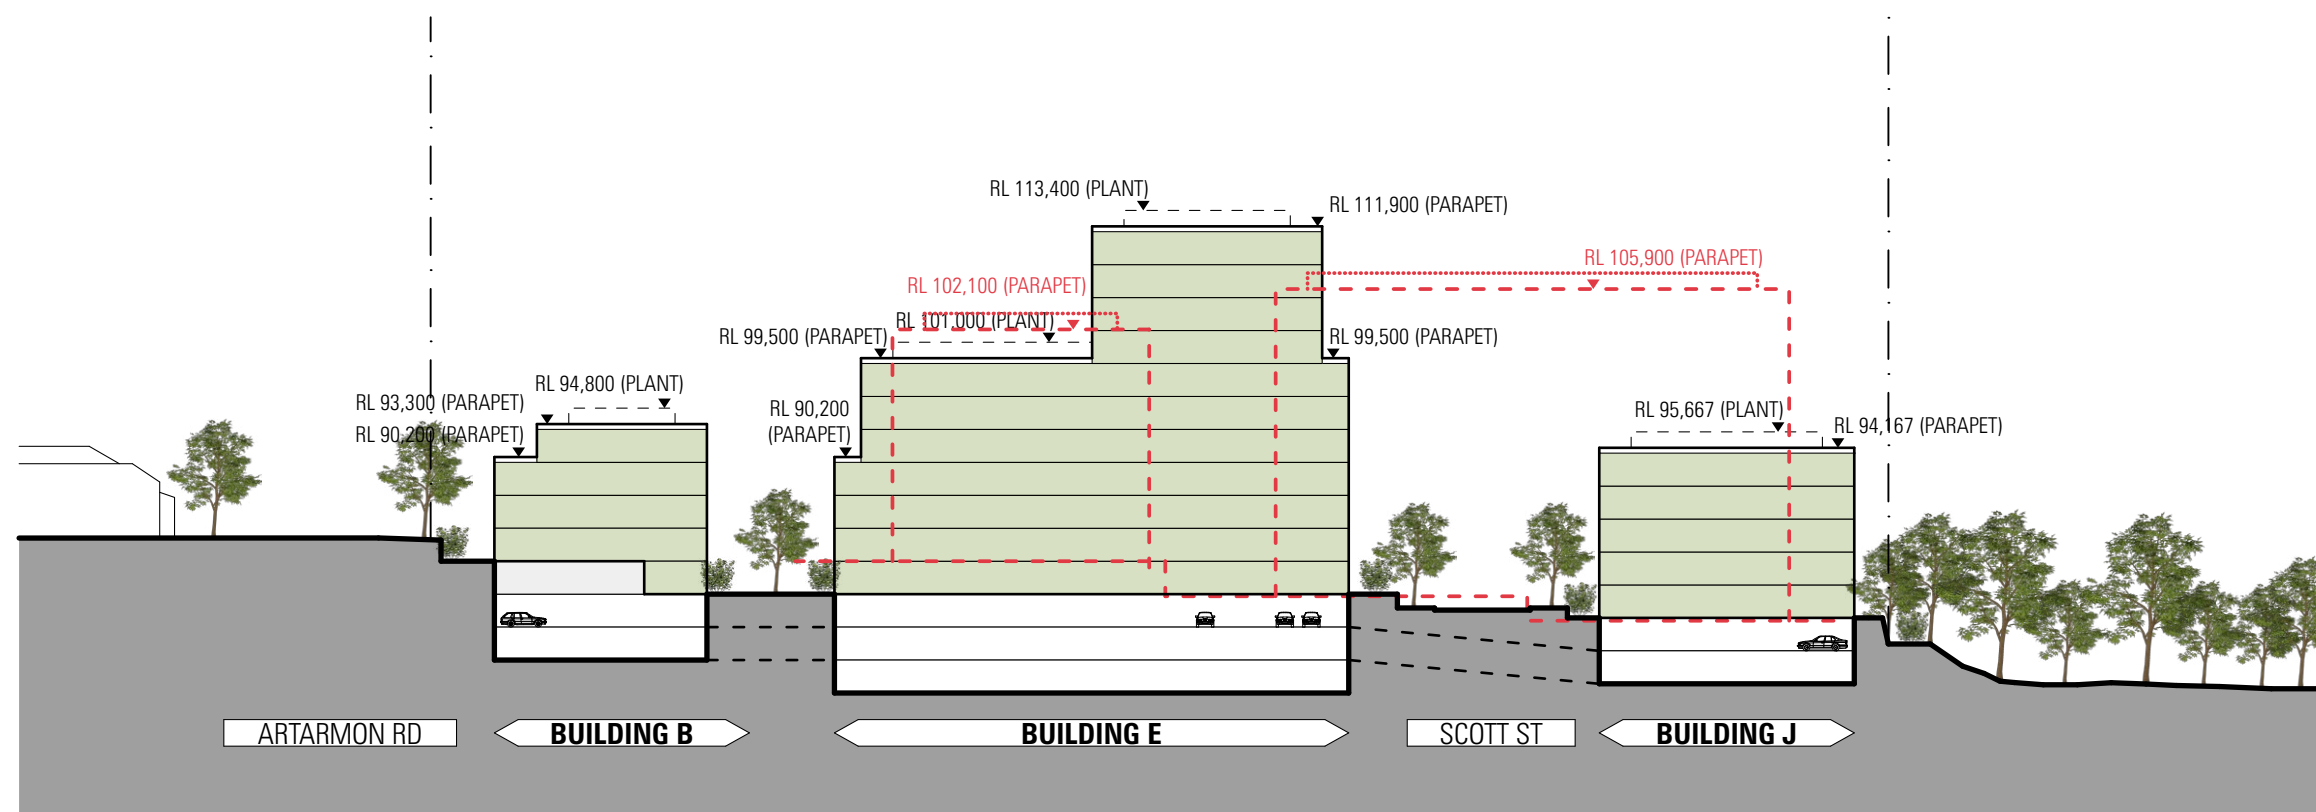 RL 113,400 (PLANT)
RL 111,900 (PARAPET)
RL 105,900 (PARAPET)
RL 102,100 (PARAPET)
RL 101,000 (PLANT)
RL 99,500 (PARAPET)
RL 99,500 (PARAPET)
RL 94,800 (PLANT)
RL 93,300 (PARAPET)
RL 90,200 (PARAPET)
RL 90,200
(PARAPET)
RL 95,667 (PLANT)
RL 94,167 (PARAPET)
ARTARMON RD
BUILDING B
BUILDING E
SCOTT ST
BUILDING J